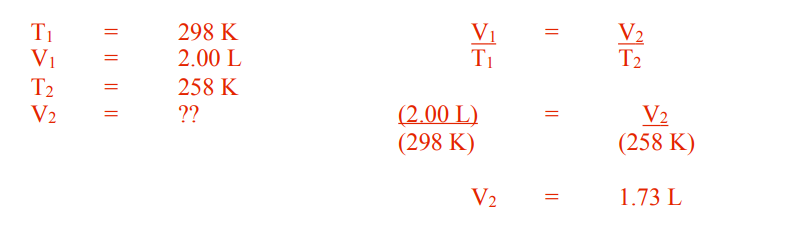 T₁ = 298 K
V₁ = 2.00 L
T₂ = 258 K
V₂ = ??
V₁ = V₂
T₁ T₂
(2.00 L) = V₂
(298 K) (258 K)
V₂ = 1.73 L